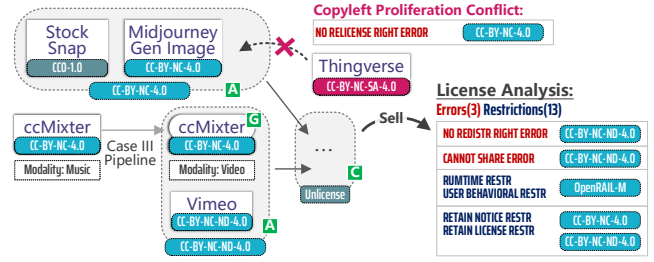 Copyleft Proliferation Conflict:
NO RELICENSE RIGHT ERROR CC-BY-NC-4.0
Stock
Snap
CC0-1.0
Midjourney
Gen Image
CC-BY-NC-4.0
CC-BY-NC-4.0
A
Thingverse
CC-BY-NC-SA-4.0
ccMixter
CC-BY-NC-4.0
Modality: Music
Case III
Pipeline
ccMixter
G
CC-BY-NC-4.0
Modality: Video
Vimeo
CC-BY-NC-ND-4.0
A
CC-BY-NC-ND-4.0
...
C
Unlicense
Sell
License Analysis:
Errors(3) Restrictions(13)
NO REDISTR RIGHT ERROR CC-BY-NC-ND-4.0
CANNOT SHARE ERROR CC-BY-NC-ND-4.0
RUMTIME RESTR
USER BEHAVIORAL RESTR
OpenRAIL-M
RETAIN NOTICE RESTR
RETAIN LICENSE RESTR
CC-BY-NC-4.0
CC-BY-NC-ND-4.0